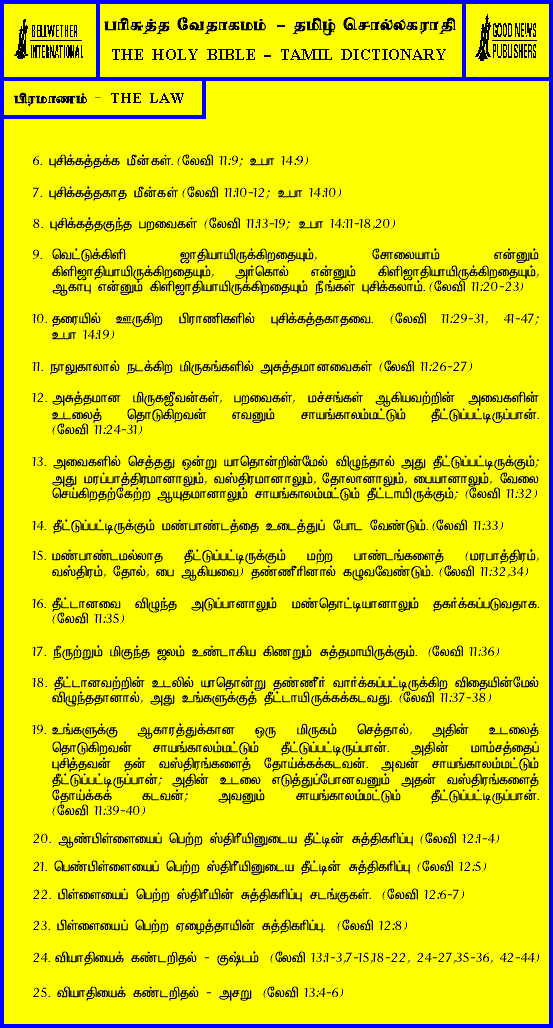 BELLWETHER
INTERNATIONAL
பரிசுத்த வேதாகமம் – தமிழ் சொல்லகராதி
THE HOLY BIBLE – TAMIL DICTIONARY
GOOD NEWS
PUBLISHERS
பிரமாணம் – THE LAW
6. புசிக்கத்தக்க மீன்கள். (லேவி 11:9; உபா 14:9)
7. புசிக்கத்தகாத மீன்கள் (லேவி 11:10-12; உபா 14:10)
8. புசிக்கத்தகுந்த பறவைகள் (லேவி 11:13-19; உபா 14:11-18,20)
9. வெட்டுக்கிளி ஜாதியாயிருக்கிறதையும், சோலையாம் என்னும்
கிளிஜாதியாயிருக்கிறதையும், அர்கொல் என்னும் கிளிஜாதியாயிருக்கிறதையும்,
ஆகாபு என்னும் கிளிஜாதியாயிருக்கிறதையும் நீங்கள் புசிக்கலாம். (லேவி 11:20-23)
10. தரையில் ஊருகிற பிராணிகளில் புசிக்கத்தகாதவை. (லேவி 11:29-31, 41-47;
உபா 14:19)
11. நாலுகாலால் நடக்கிற மிருகங்களில் அசுத்தமானவைகள் (லேவி 11:26-27)
12. அசுத்தமான மிருகஜீவன்கள், பறவைகள், மச்சங்கள் ஆகியவற்றின் அவைகளின்
உடலைத் தொடுகிறவன் எவனும் சாயங்காலம்மட்டும் தீட்டுப்பட்டிருப்பான்.
(லேவி 11:24-31)
13. அவைகளில் செத்தது ஒன்று யாதொன்றின்மேல் விழுந்தால் அது தீட்டுப்பட்டிருக்கும்;
அது மரப்பாத்திரமானாலும், வஸ்திரமானாலும், தோலானாலும், பையானாலும், வேலை
செய்கிறதற்கேற்ற ஆயுதமானாலும் சாயங்காலம்மட்டும் தீட்டாயிருக்கும்; (லேவி 11:32)
14. தீட்டுப்பட்டிருக்கும் மண்பாண்டத்தை உடைத்துப் போட வேண்டும். (லேவி 11:33)
15. மண்பாண்டமல்லாத தீட்டுப்பட்டிருக்கும் மற்ற பாண்டங்களைத் (மரபாத்திரம்,
வஸ்திரம், தோல், பை ஆகியவை) தண்ணீரினால் கழுவவேண்டும். (லேவி 11:32,34)
16. தீட்டானவை விழுந்த அடுப்பானாலும் மண்தொட்டியானாலும் தகர்க்கப்படுவதாக.
(லேவி 11:35)
17. நீருற்றும் மிகுந்த ஜலம் உண்டாகிய கிணறும் சுத்தமாயிருக்கும். (லேவி 11:36)
18. தீட்டானவற்றின் உடலில் யாதொன்று தண்ணீர் வார்க்கப்பட்டிருக்கிற விதையின்மேல்
விழுந்ததானால், அது உங்களுக்குத் தீட்டாயிருக்கக்கடவது. (லேவி 11:37-38)
19. உங்களுக்கு ஆகாரத்துக்கான ஒரு மிருகம் செத்தால், அதின் உடலைத்
தொடுகிறவன் சாயங்காலம்மட்டும் தீட்டுப்பட்டிருப்பான். அதின் மாம்சத்தைப்
புசித்தவன் தன் வஸ்திரங்களைத் தோய்க்கக்கடவன். அவன் சாயங்காலம்மட்டும்
தீட்டுப்பட்டிருப்பான்; அதின் உடலை எடுத்துப்போனவனும் அதன் வஸ்திரங்களைத்
தோய்க்கக் கடவன்; அவனும் சாயங்காலம்மட்டும் தீட்டுப்பட்டிருப்பான்.
(லேவி 11:39-40)
20. ஆண்பிள்ளையைப் பெற்ற ஸ்திரீயினுடைய தீட்டின் சுத்திகரிப்பு (லேவி 12:1-4)
21. பெண்பிள்ளையைப் பெற்ற ஸ்திரீயினுடைய தீட்டின் சுத்திகரிப்பு (லேவி 12:5)
22. பிள்ளையைப் பெற்ற ஸ்திரீயின் சுத்திகரிப்பு சடங்குகள். (லேவி 12:6-7)
23. பிள்ளையைப் பெற்ற ஏழைத்தாயின் சுத்திகரிப்பு. (லேவி 12:8)
24. வியாதியைக் கண்டறிதல் - குஷ்டம் (லேவி 13:1-3,7-15,18-22, 24-27,35-36, 42-44)
25. வியாதியைக் கண்டறிதல் - அசறு (லேவி 13:4-6)